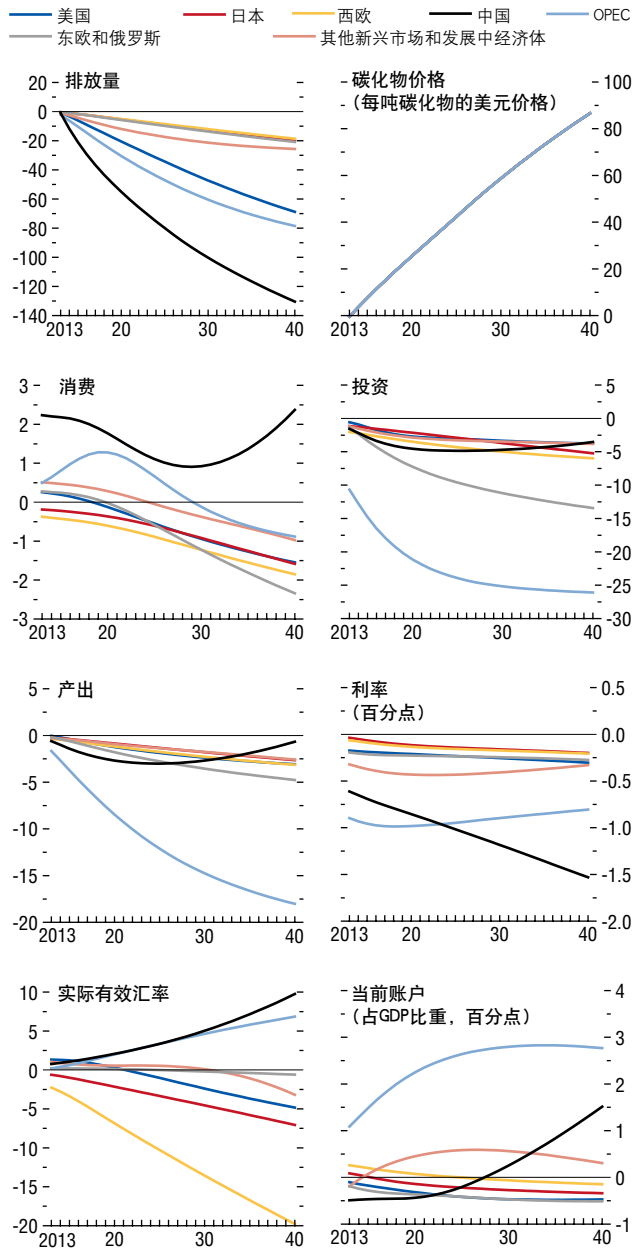 美国 日本 西欧 中国 OPEC
东欧和俄罗斯 其他新兴市场和发展中经济体
排放量
20
0
-20
-40
-60
-80
-100
-120
-140
2013 20 30 40
碳化物价格
（每吨碳化物的美元价格）
100
80
60
40
20
0
2013 20 30 40
消费
3
2
1
0
-1
-2
-3
2013 20 30 40
投资
5
0
-5
-10
-15
-20
-25
-30
2013 20 30 40
产出
5
0
-5
-10
-15
-20
2013 20 30 40
利率
（百分点）
0.5
0.0
-0.5
-1.0
-1.5
-2.0
2013 20 30 40
实际有效汇率
10
5
0
-5
-10
-15
-20
2013 20 30 40
当前账户
（占GDP比重，百分点）
4
3
2
1
0
-1
2013 20 30 40